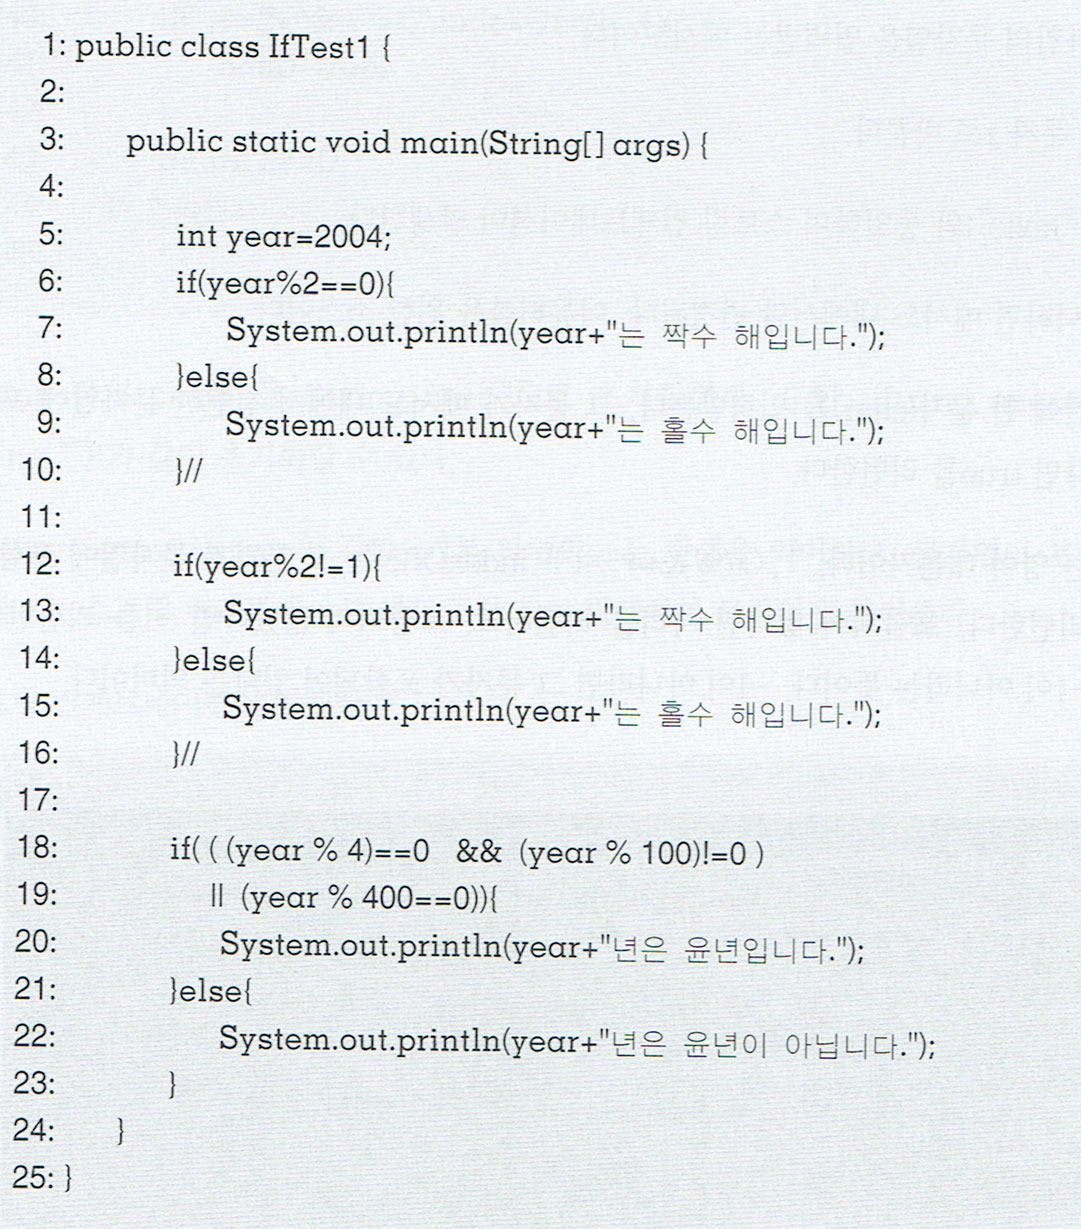 1: public class IfTest1 {
2:
3: public static void main(String[] args) {
4:
5: int year=2004;
6: if(year%2==0){
7: System.out.println(year+"는 짝수 해입니다.");
8: }else{
9: System.out.println(year+"는 홀수 해입니다.");
10: }//
11:
12: if(year%2!=1){
13: System.out.println(year+"는 짝수 해입니다.");
14: }else{
15: System.out.println(year+"는 홀수 해입니다.");
16: }//
17:
18: if( ( (year % 4)==0 && (year % 100)!=0 )
19: || (year % 400==0)){
20: System.out.println(year+"년은 윤년입니다.");
21: }else{
22: System.out.println(year+"년은 윤년이 아닙니다.");
23: }
24: }
25: }